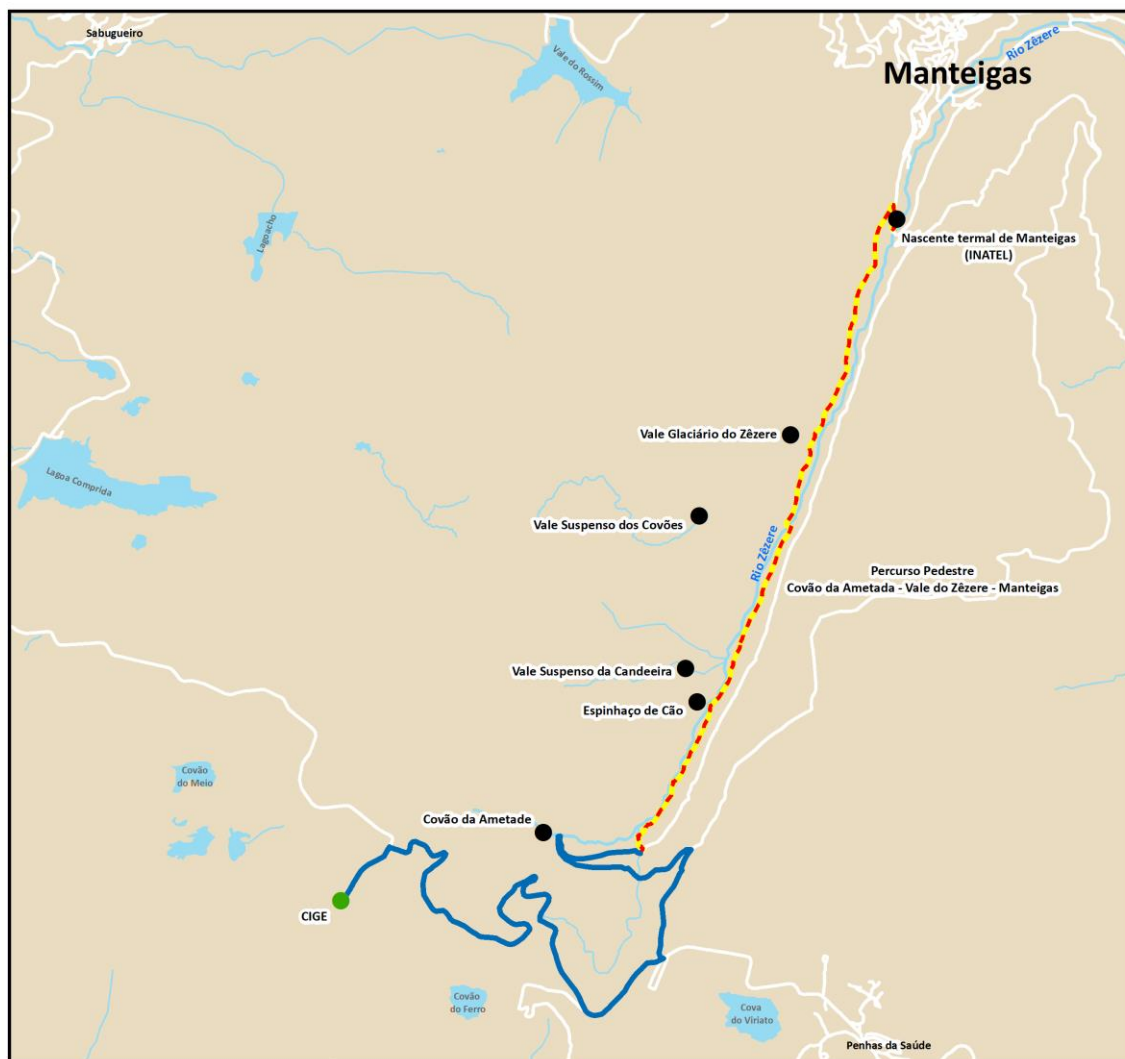 Sabugueiro
Vale do Rossim
Rio Zêzere
Manteigas
Lagoacho
Nascente termal de Manteigas
(INATEL)
Vale Glaciário do Zêzere
Lagoa Comprida
Vale Suspenso dos Covões
Rio Zêzere
Percurso Pedestre
Covão da Ametada - Vale do Zêzere - Manteigas
Vale Suspenso da Candeeira
Espinhaço de Cão
Covão
do Meio
Covão da Ametade
CIGE
Covão
do Ferro
Cova
do Viriato
Penhas da Saúde